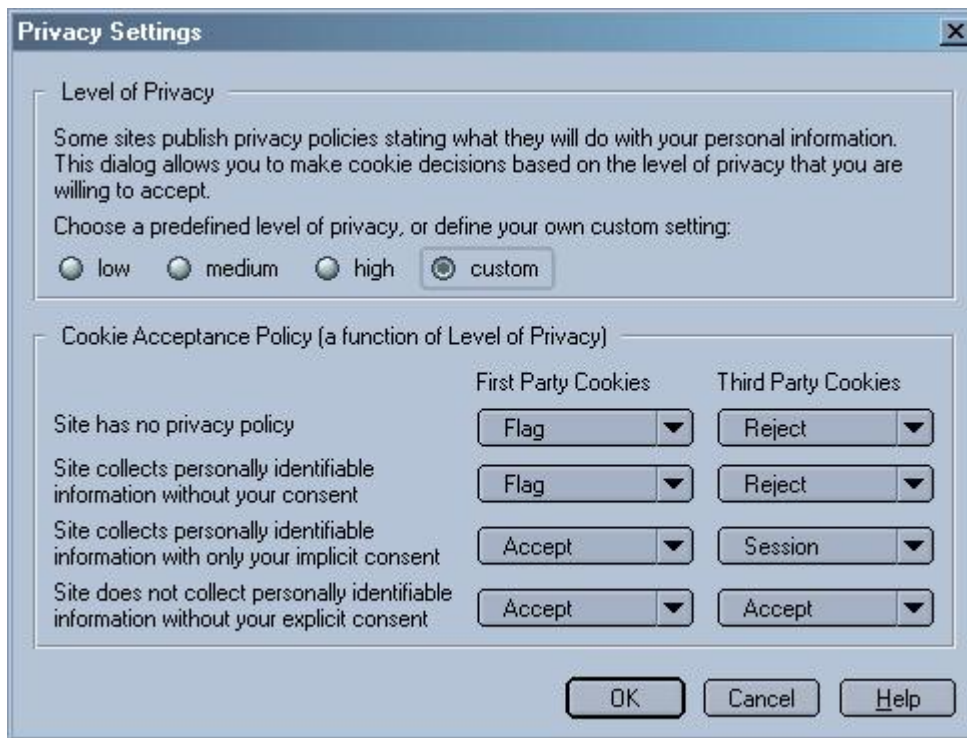 Privacy Settings
Level of Privacy
Some sites publish privacy policies stating what they will do with your personal information.
This dialog allows you to make cookie decisions based on the level of privacy that you are
willing to accept.
Choose a predefined level of privacy, or define your own custom setting:
low medium high custom
Cookie Acceptance Policy (a function of Level of Privacy)
First Party Cookies Third Party Cookies
Site has no privacy policy Flag Reject
Site collects personally identifiable
information without your consent Flag Reject
Site collects personally identifiable
information with only your implicit consent Accept Session
Site does not collect personally identifiable
information without your explicit consent Accept Accept
OK Cancel Help